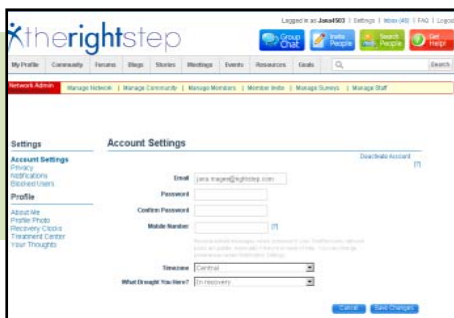 Logged in as Jana4503 | Settings | Inbox (46) | FAQ | Logout
therightstep
Group Chat
Invite People
Search People
Get Help!
My Profile Community Forums Blogs Stories Meetings Events Resources Goals Search
Network Admin Manage Network | Manage Community | Manage Members | Member Invite | Manage Surveys | Manage Staff
Settings
Account Settings
Privacy
Notifications
Blocked Users
Profile
About Me
Profile Photo
Recovery Clocks
Treatment Center
Your Thoughts
Account Settings
Deactivate Account
[?]
Email
Password
Confirm Password
Mobile Number [?]
Timezone Central
What Brought You Here? In recovery
Cancel Save Changes